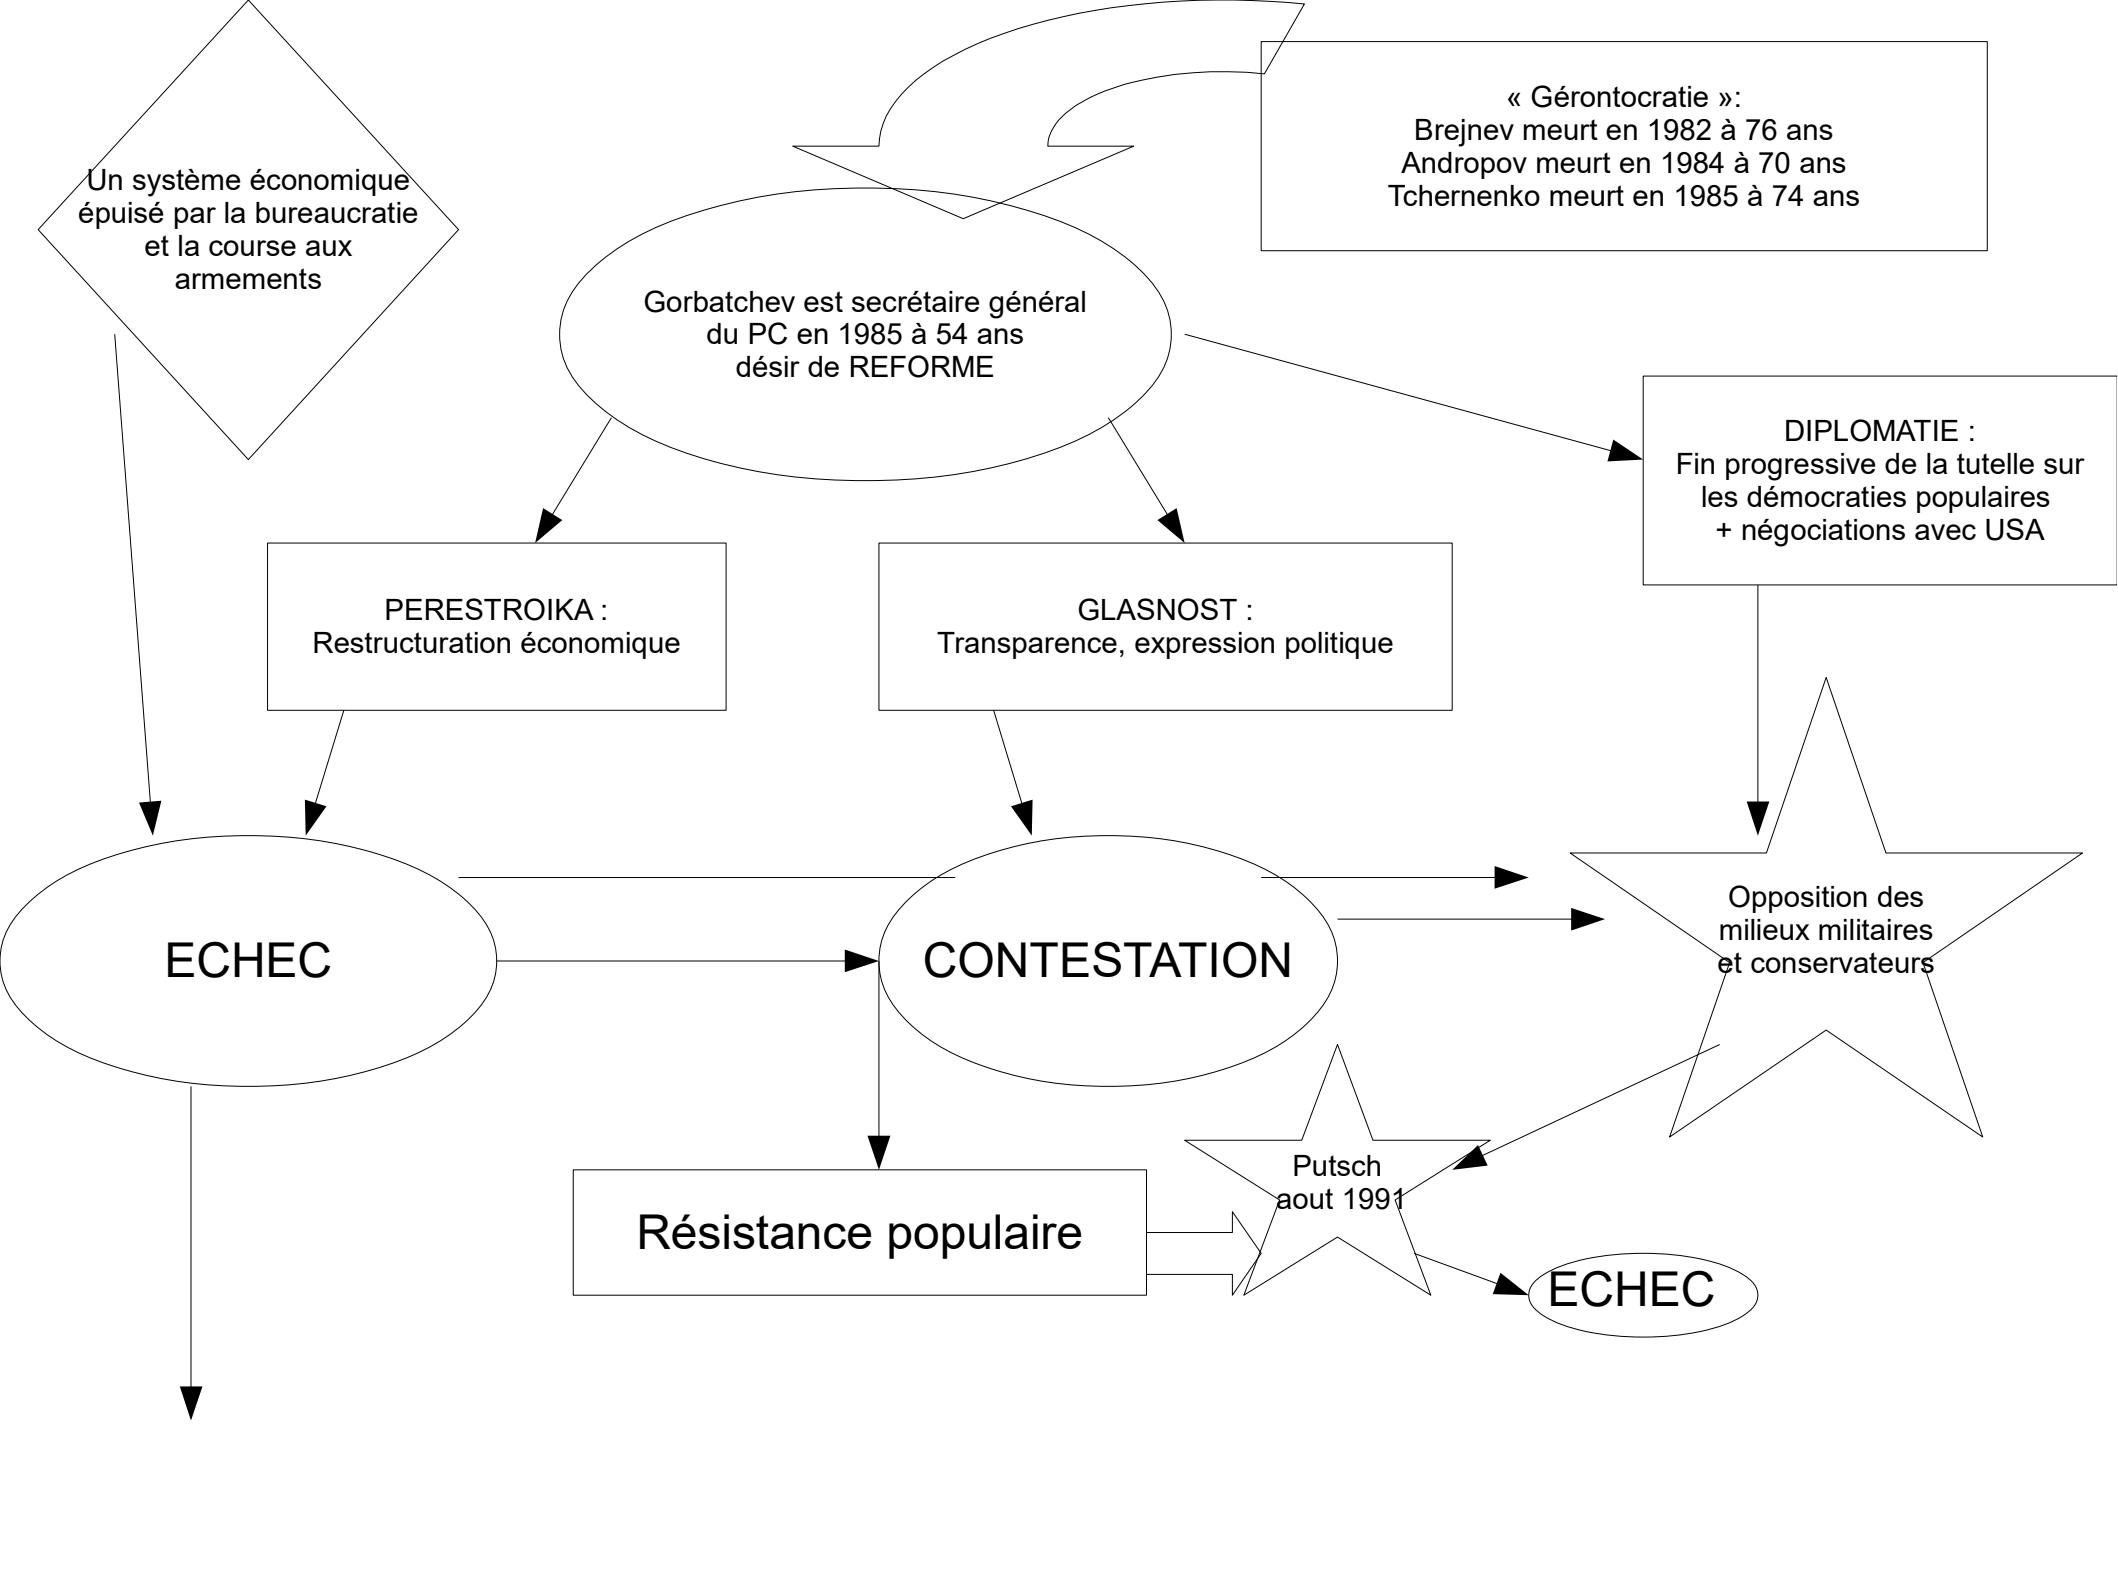 Un système économique
épuisé par la bureaucratie
et la course aux
armements
« Gérontocratie »:
Brejnev meurt en 1982 à 76 ans
Andropov meurt en 1984 à 70 ans
Tchernenko meurt en 1985 à 74 ans
Gorbatchev est secrétaire général
du PC en 1985 à 54 ans
désir de REFORME
DIPLOMATIE :
Fin progressive de la tutelle sur
les démocraties populaires
+ négociations avec USA
PERESTROIKA :
Restructuration économique
GLASNOST :
Transparence, expression politique
ECHEC
CONTESTATION
Opposition des
milieux militaires
et conservateurs
Putsch
aout 1991
Résistance populaire
ECHEC